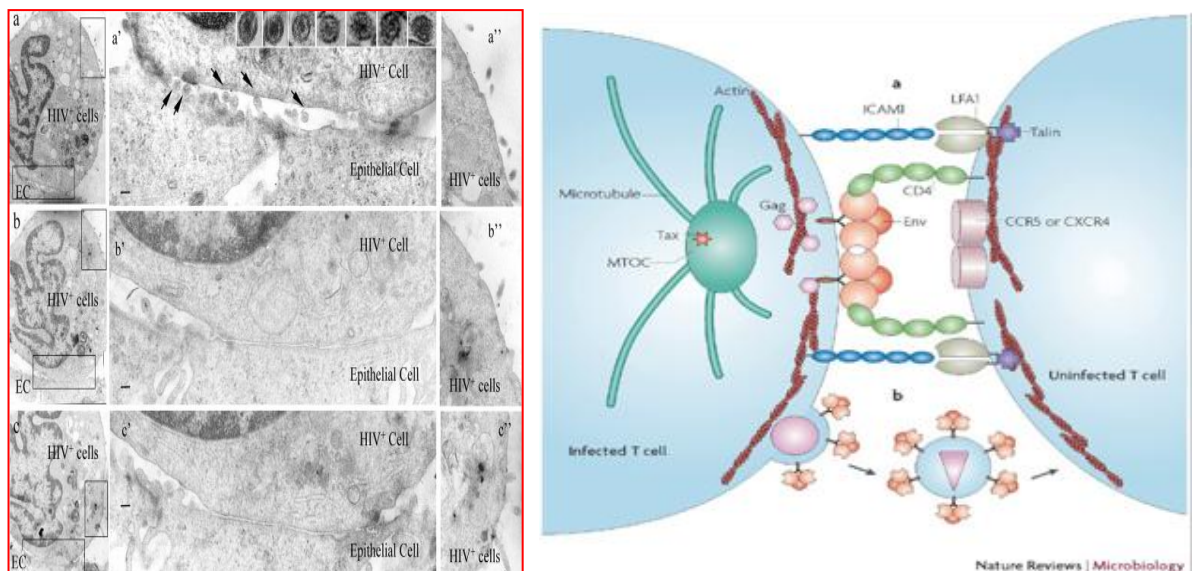 a
HIV⁺ cells
EC
a'
HIV⁺ Cell
Epithelial Cell
a''
HIV⁺ cells
b
HIV⁺ cells
EC
b'
HIV⁺ Cell
Epithelial Cell
b''
HIV⁺ cells
c
HIV⁺ cells
EC
c'
HIV⁺ Cell
Epithelial Cell
c''
HIV⁺ cells
a
Actin
ICAM1
LFA1
Talin
Microtubule
CD4
Gag
Env
CCR5 or CXCR4
Tax
MTOC
Uninfected T cell
b
Infected T cell
Nature Reviews | Microbiology